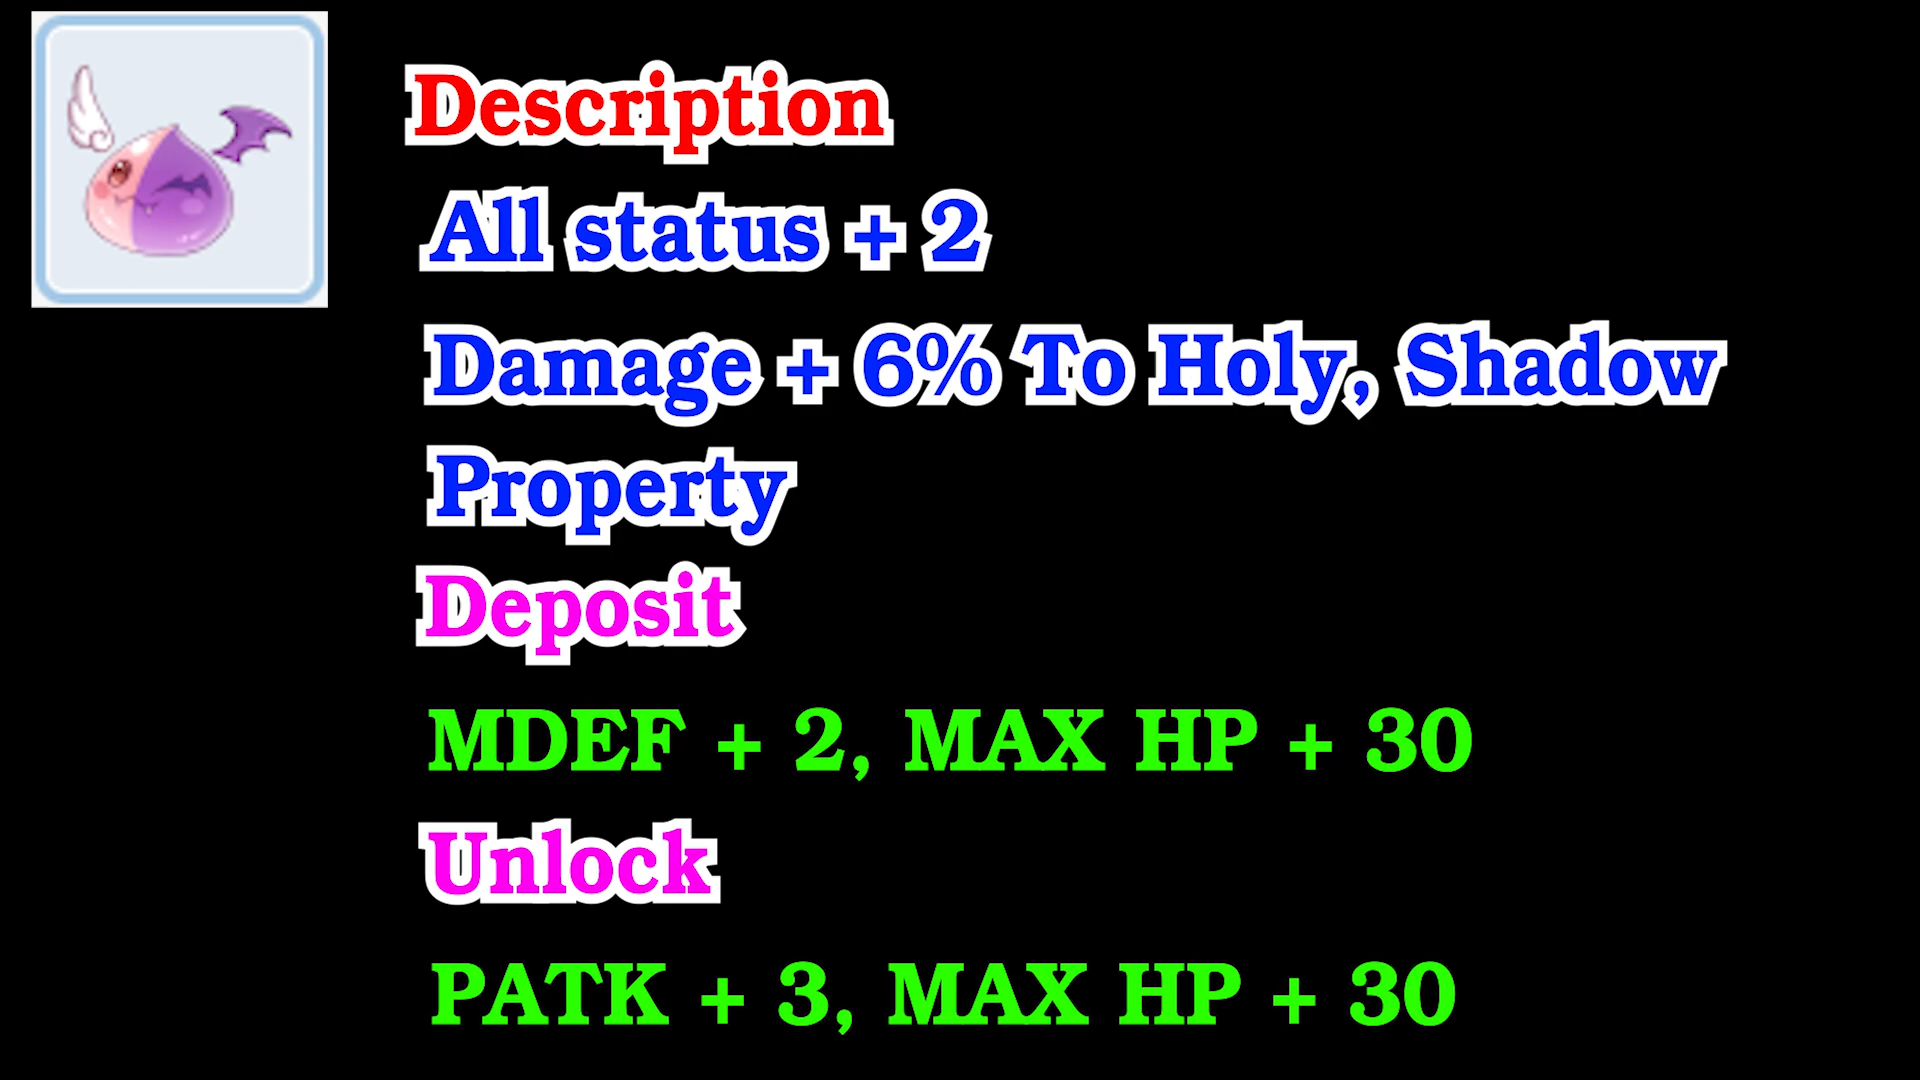 Description
All status + 2
Damage + 6% To Holy, Shadow
Property
Deposit
MDEF + 2, MAX HP + 30
Unlock
PATK + 3, MAX HP + 30